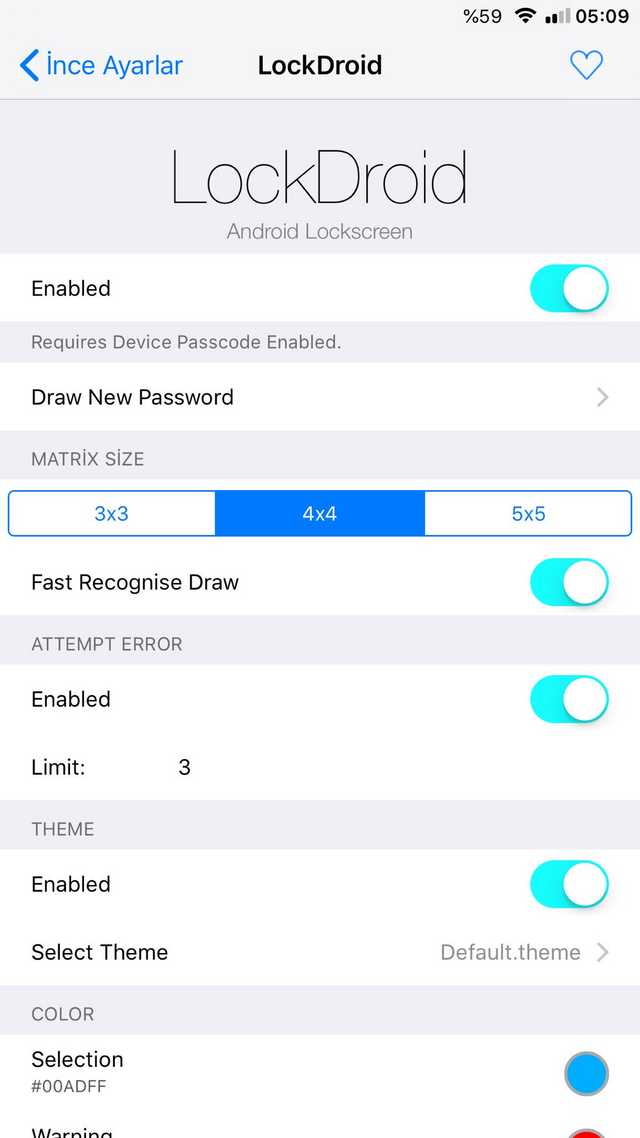 %59 05:09
İnce Ayarlar LockDroid
LockDroid
Android Lockscreen
Enabled
Requires Device Passcode Enabled.
Draw New Password
MATRİX SİZE
3x3 4x4 5x5
Fast Recognise Draw
ATTEMPT ERROR
Enabled
Limit: 3
THEME
Enabled
Select Theme Default.theme
COLOR
Selection
#00ADFF
Warning